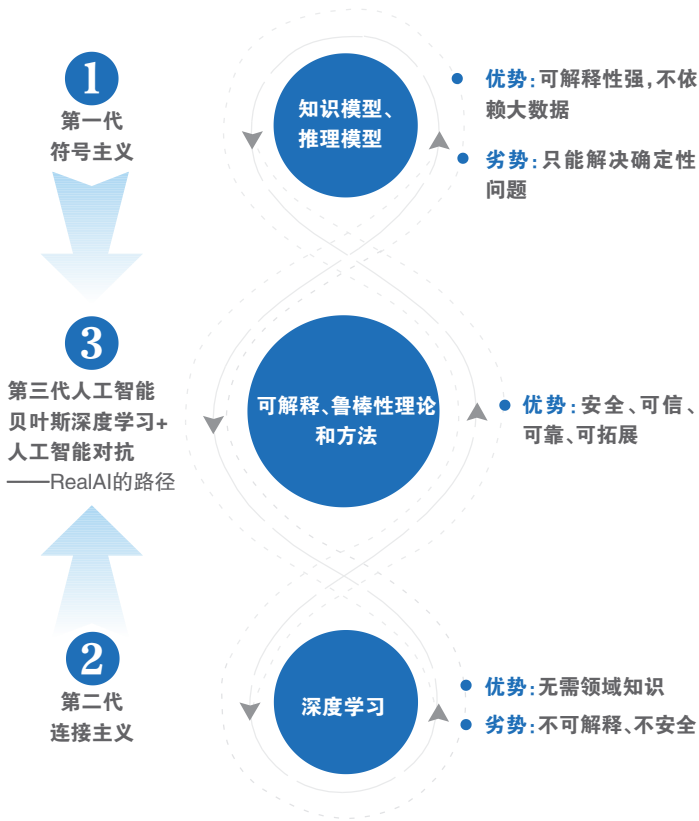 1
第一代
符号主义
知识模型、
推理模型
优势:可解释性强,不依
赖大数据
劣势:只能解决确定性
问题
3
第三代人工智能
贝叶斯深度学习+
人工智能对抗
——RealAI的路径
可解释、鲁棒性理论
和方法
优势:安全、可信、
可靠、可拓展
2
第二代
连接主义
深度学习
优势:无需领域知识
劣势:不可解释、不安全